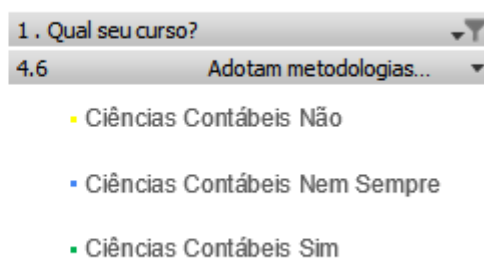 1 . Qual seu curso?
4.6 Adotam metodologias...
Ciências Contábeis Não
Ciências Contábeis Nem Sempre
Ciências Contábeis Sim